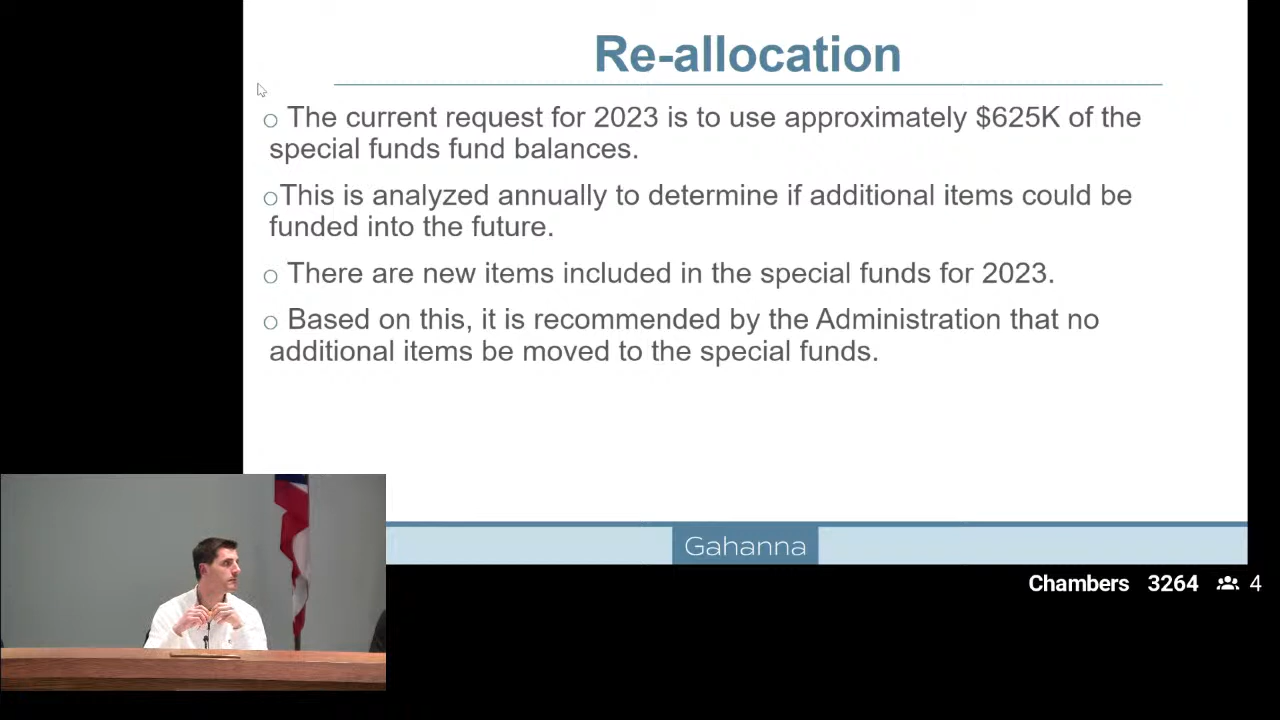 Re-allocation
○ The current request for 2023 is to use approximately $625K of the
special funds fund balances.
○This is analyzed annually to determine if additional items could be
funded into the future.
○ There are new items included in the special funds for 2023.
○ Based on this, it is recommended by the Administration that no
additional items be moved to the special funds.
Gahanna
Chambers 3264 4